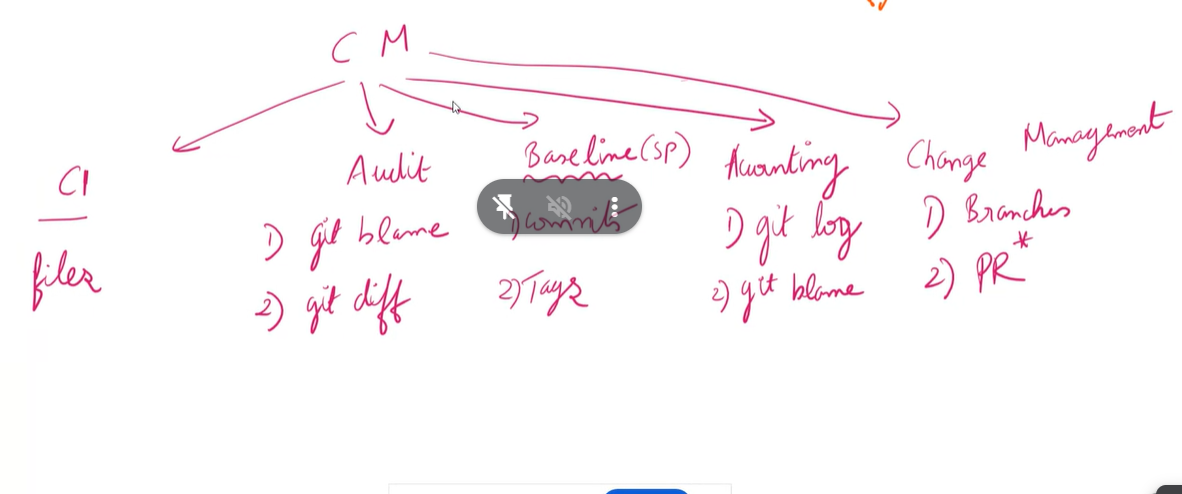 CM
CI
files
Audit
1) git blame
2) git diff
Baseline (SP)
1) commits
2) Tags
Accounting
1) git log
2) git blame
Change Management
1) Branches
2) PR*